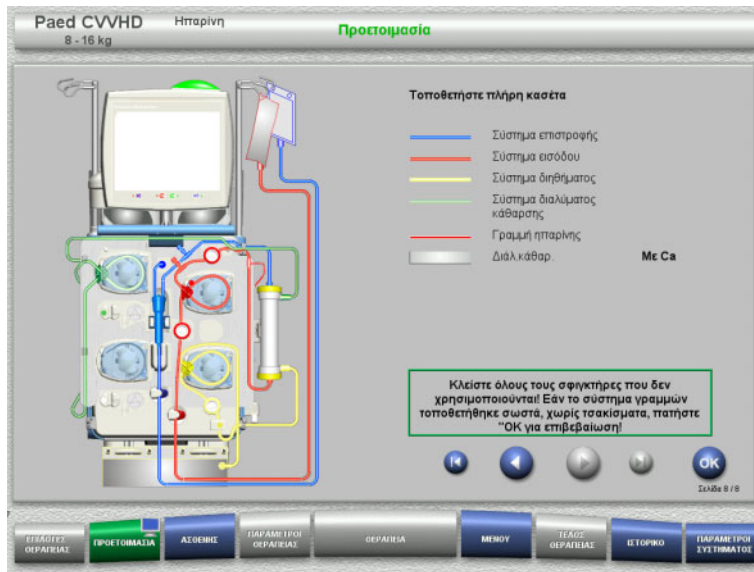 Paed CVVHD Ηπαρίνη
8 - 16 kg
Προετοιμασία
Τοποθετήστε πλήρη κασέτα
Σύστημα επιστροφής
Σύστημα εισόδου
Σύστημα διηθήματος
Σύστημα διαλύματος
κάθαρσης
Γραμμή ηπαρίνης
Διάλ.κάθαρ. Με Ca
Κλείστε όλους τους σφιγκτήρες που δεν
χρησιμοποιούνται! Εάν το σύστημα γραμμών
τοποθετήθηκε σωστά, χωρίς τσακίσματα, πατήστε
"OK για επιβεβαίωση!
OK
Σελίδα 8 / 8
ΕΠΙΛΟΓΕΣ
ΘΕΡΑΠΕΙΑΣ
ΠΡΟΕΤΟΙΜΑΣΙΑ
ΑΣΘΕΝΗΣ
ΠΑΡΑΜΕΤΡΟΙ
ΘΕΡΑΠΕΙΑΣ
ΘΕΡΑΠΕΙΑ
ΜΕΝΟΥ
ΤΕΛΟΣ
ΘΕΡΑΠΕΙΑΣ
ΙΣΤΟΡΙΚΟ
ΠΑΡΑΜΕΤΡΟΙ
ΣΥΣΤΗΜΑΤΟΣ